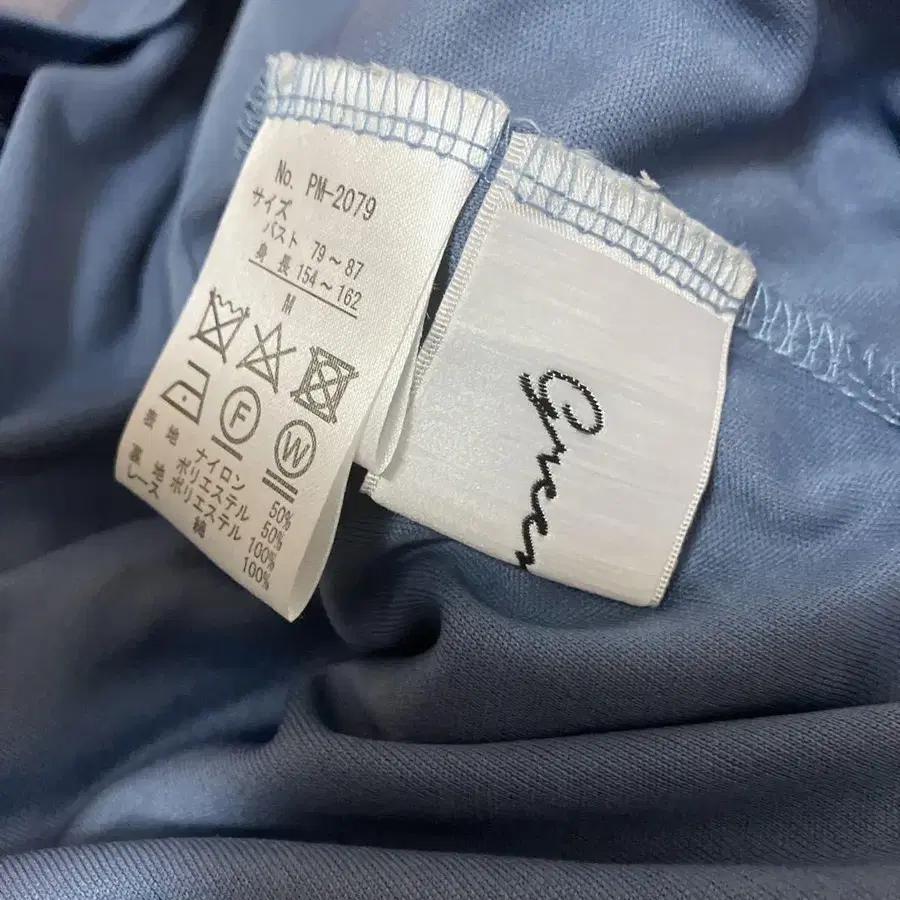 No. PM-2079
サイズ
バスト 79～87
身長 154～162
M
F
W
表地 ナイロン 50%
ポリエステル 50%
裏地 ポリエステル 100%
レース 綿 100%